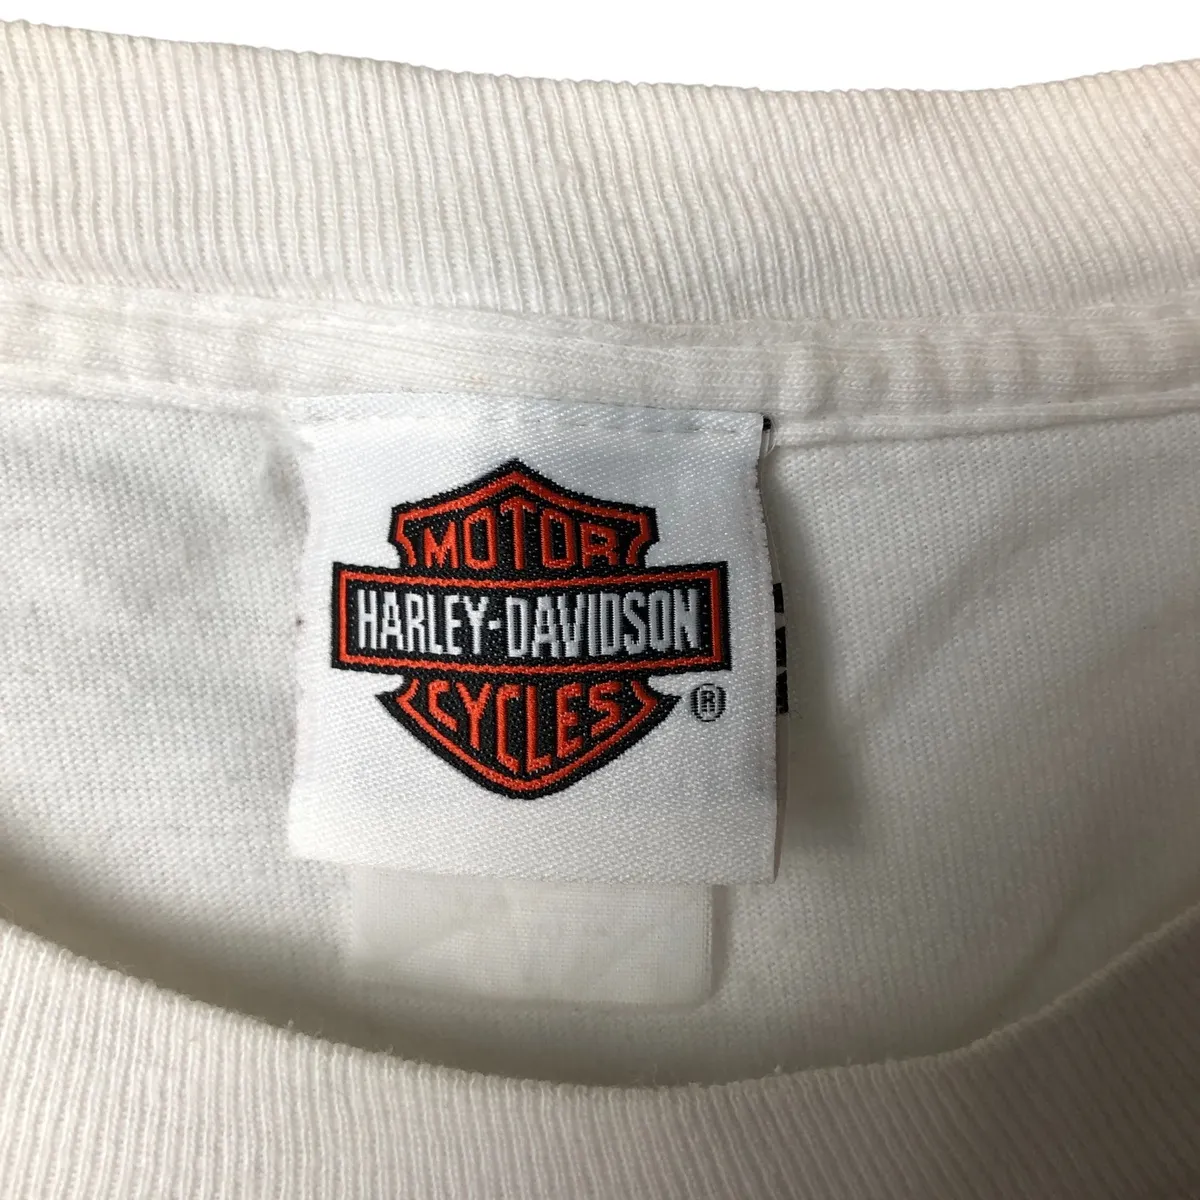 MOTOR
HARLEY-DAVIDSON
CYCLES
®